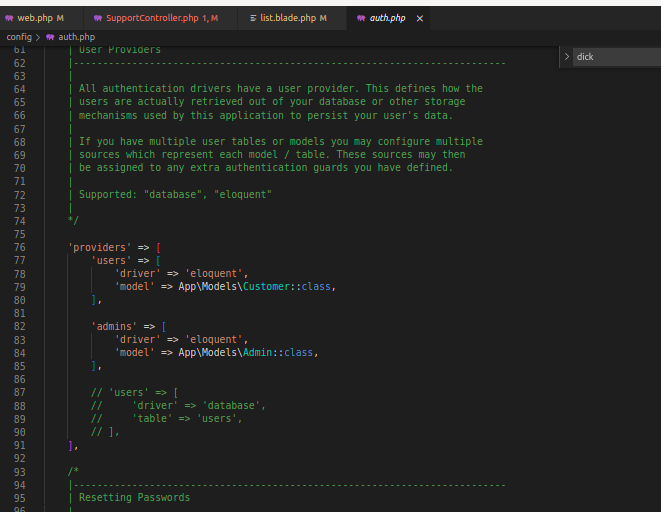 web.php M SupportController.php 1, M list.blade.php M auth.php ×
config > auth.php
> dick
61 | User Providers
62 |--------------------------------------------------------------------------
63 |
64 | All authentication drivers have a user provider. This defines how the
65 | users are actually retrieved out of your database or other storage
66 | mechanisms used by this application to persist your user's data.
67 |
68 | If you have multiple user tables or models you may configure multiple
69 | sources which represent each model / table. These sources may then
70 | be assigned to any extra authentication guards you have defined.
71 |
72 | Supported: "database", "eloquent"
73 |
74 */
75
76 'providers' => [
77 'users' => [
78 'driver' => 'eloquent',
79 'model' => App\Models\Customer::class,
80 ],
81
82 'admins' => [
83 'driver' => 'eloquent',
84 'model' => App\Models\Admin::class,
85 ],
86
87 // 'users' => [
88 //     'driver' => 'database',
89 //     'table' => 'users',
90 // ],
91 ],
92
93 /*
94 |--------------------------------------------------------------------------
95 | Resetting Passwords
96 |